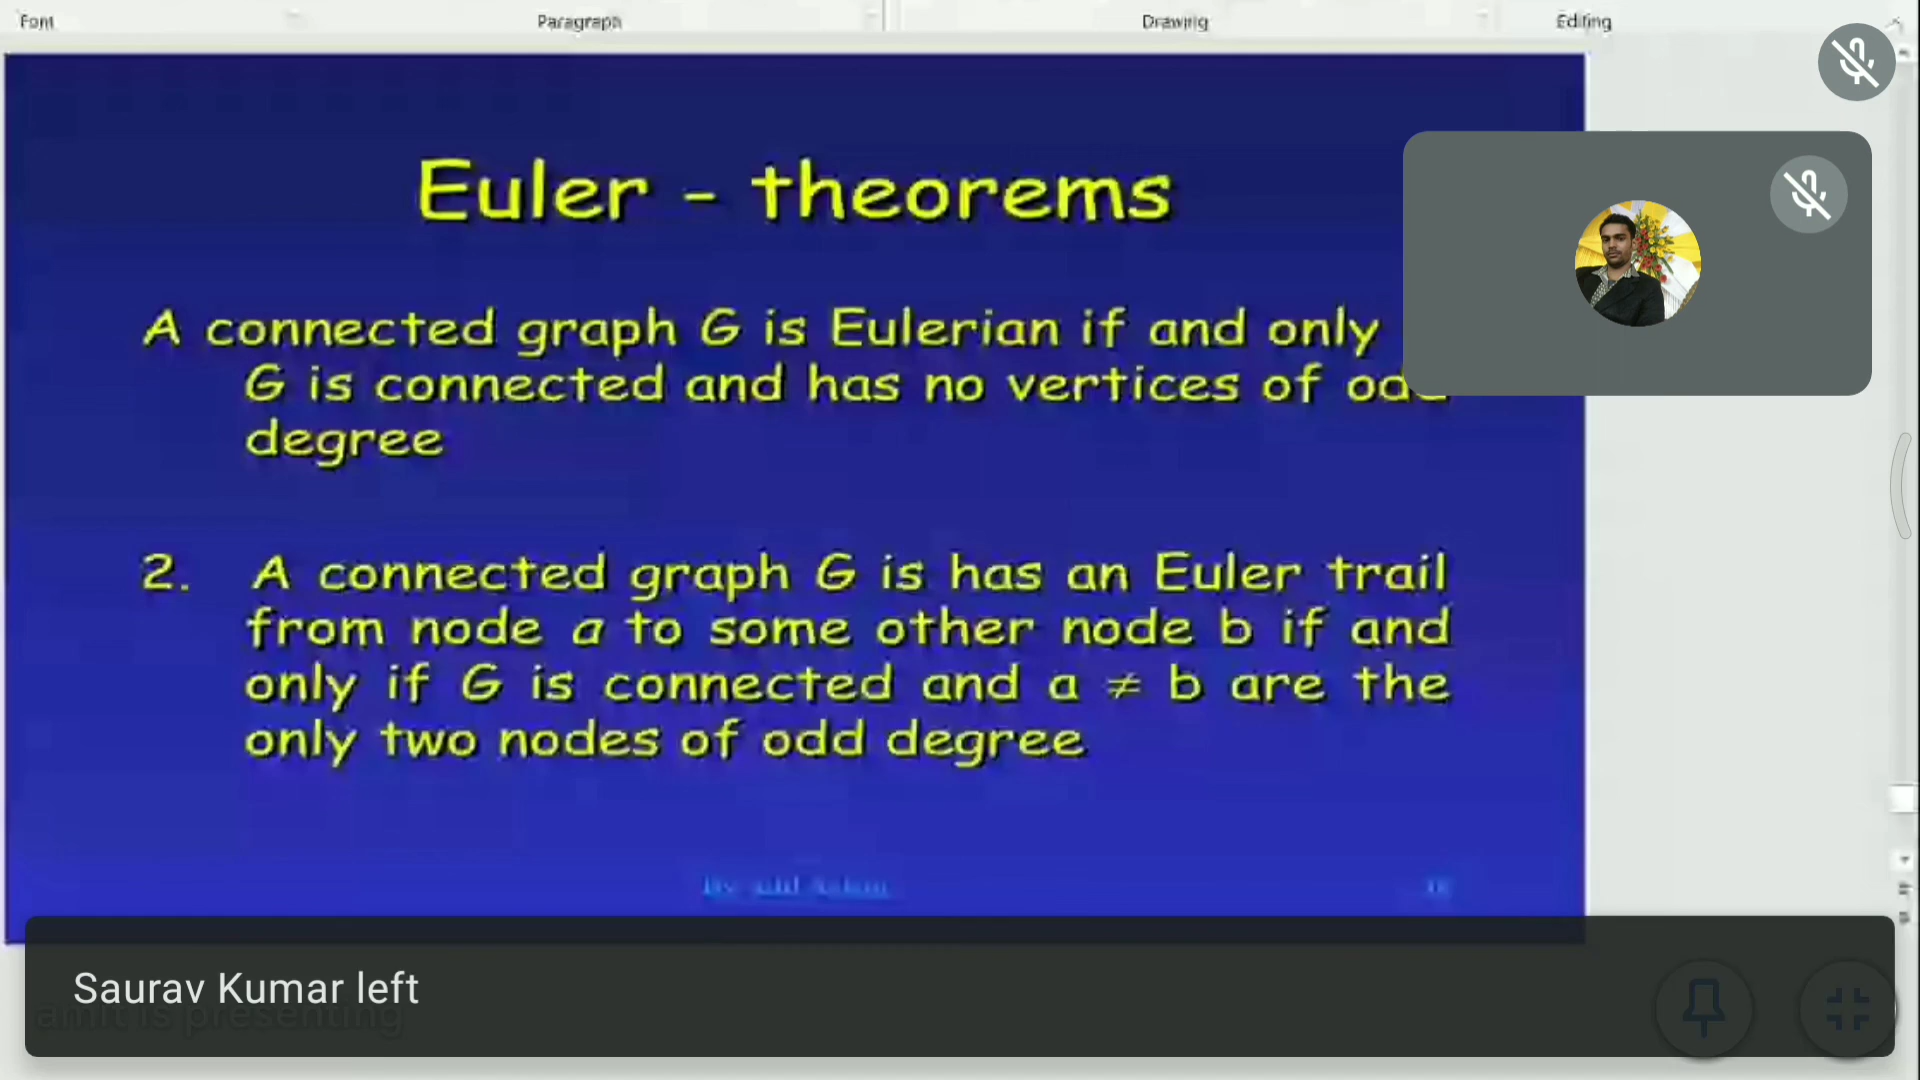 Font Paragraph Drawing Editing
Euler - theorems
A connected graph G is Eulerian if and only
G is connected and has no vertices of odd
degree
2. A connected graph G is has an Euler trail
from node a to some other node b if and
only if G is connected and a ≠ b are the
only two nodes of odd degree
Saurav Kumar left
amit is presenting